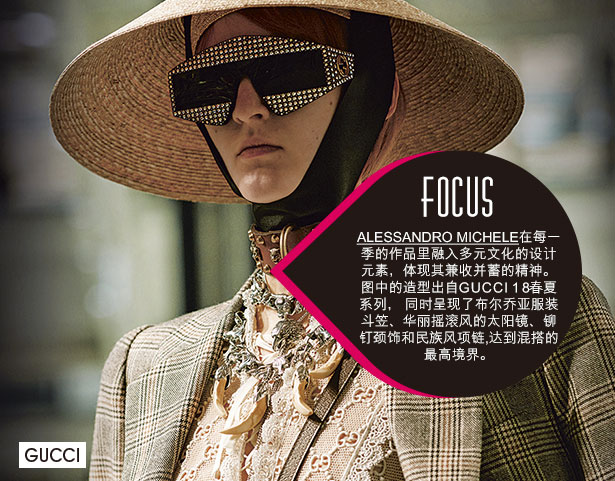 FOCUS
ALESSANDRO MICHELE在每一
季的作品里融入多元文化的设计
元素，体现其兼收并蓄的精神。
图中的造型出自GUCCI 18春夏
系列， 同时呈现了布尔乔亚服装
斗笠、华丽摇滚风的太阳镜、铆
钉颈饰和民族风项链,达到混搭的
最高境界。
GUCCI